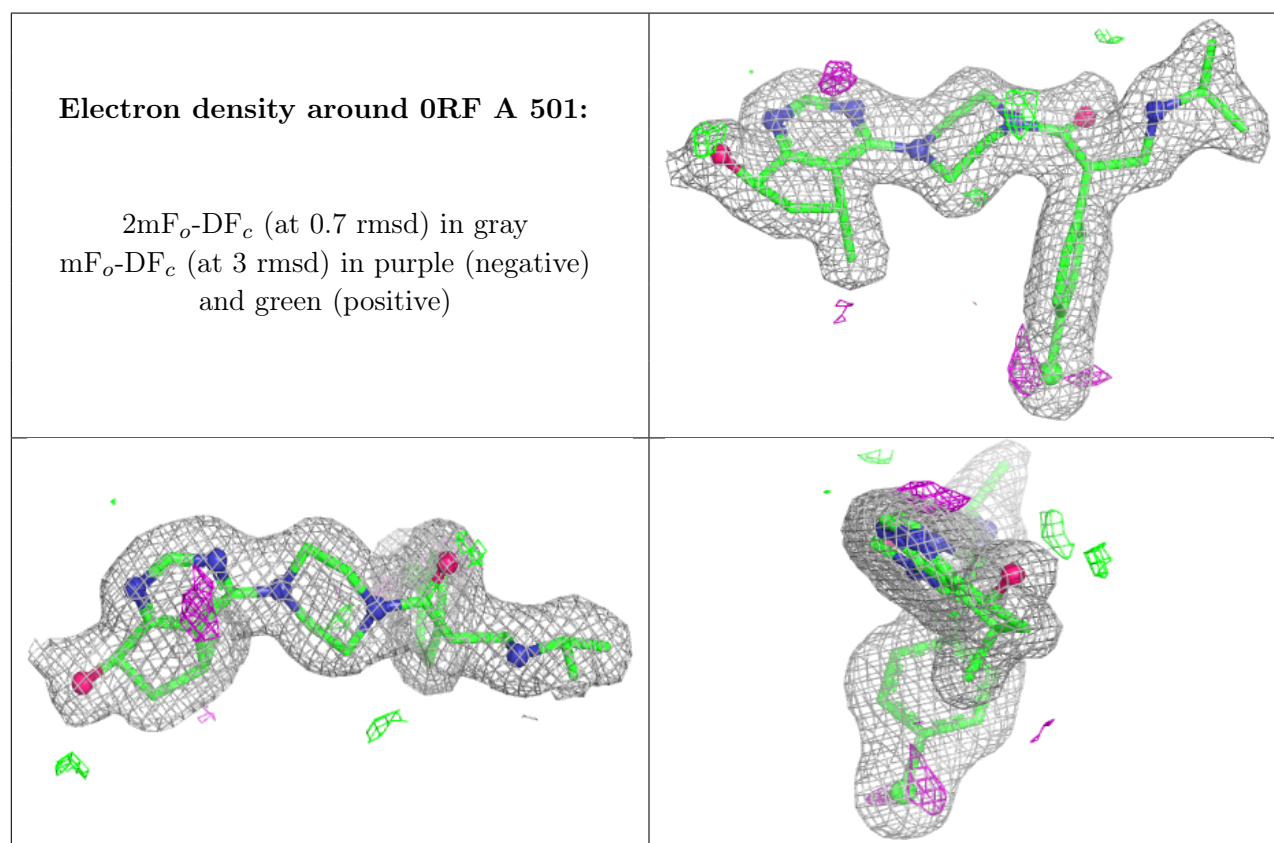 Electron density around 0RF A 501:
2mFo-DFc (at 0.7 rmsd) in gray
mFo-DFc (at 3 rmsd) in purple (negative)
and green (positive)